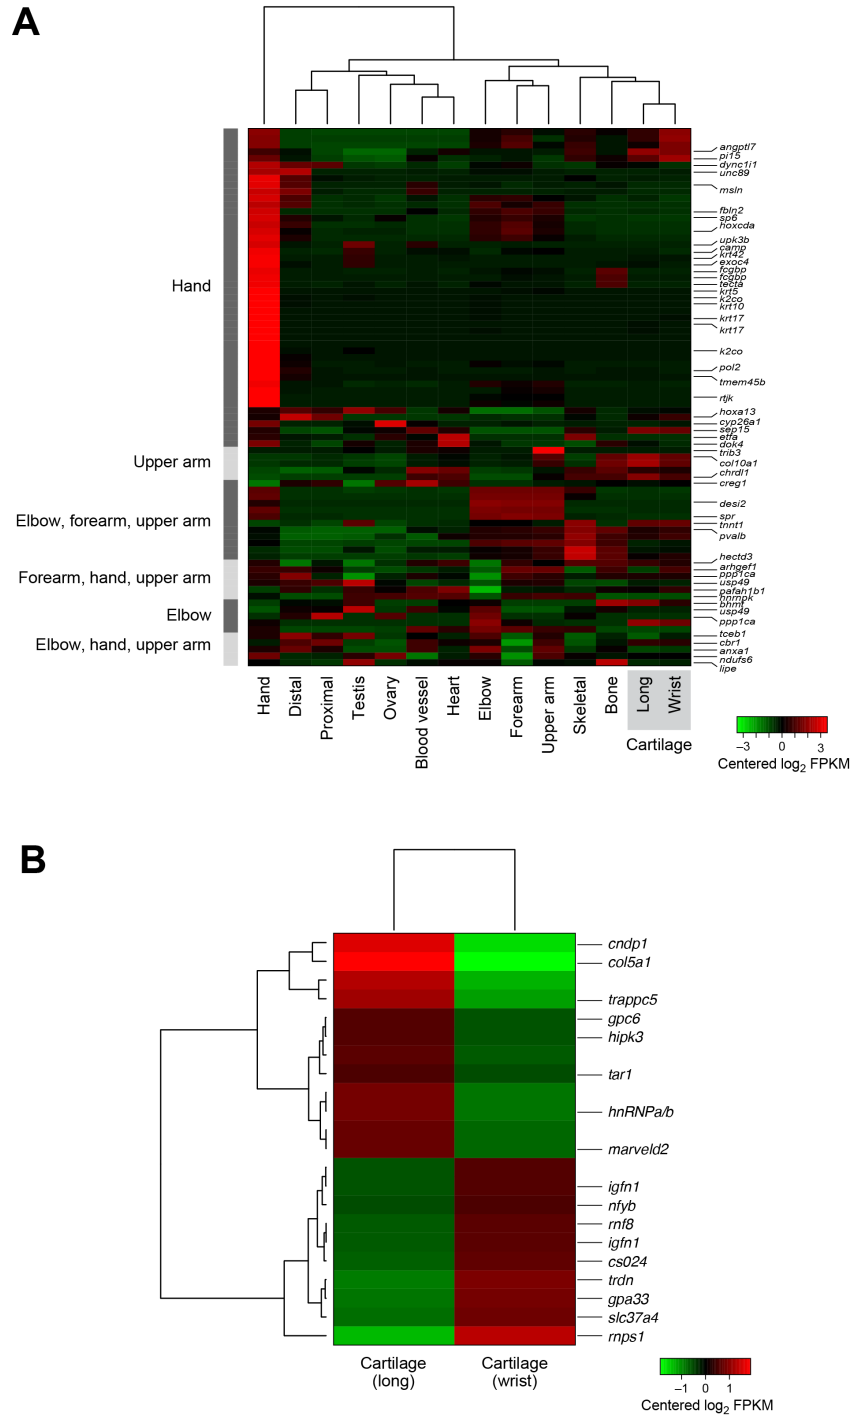 A
angptl7
pi15
dync1i1
unc89
msln
fbln2
sp6
hoxcda
upk3b
camp
krt42
exoc4
fcgbp
fcgbp
tecta
krt5
k2co
krt10
krt17
krt17
k2co
pol2
tmem45b
rtjk
hoxa13
cyp26a1
sep15
etfa
dok4
trib3
col10a1
chrdl1
creg1
desi2
spr
tnnt1
pvalb
hectd3
arhgef1
ppp1ca
usp49
pafah1b1
hnrnpk
bhmt
usp49
ppp1ca
tceb1
cbr1
anxa1
ndufs6
lipe
Hand
Upper arm
Elbow, forearm, upper arm
Forearm, hand, upper arm
Elbow
Elbow, hand, upper arm
Hand
Distal
Proximal
Testis
Ovary
Blood vessel
Heart
Elbow
Forearm
Upper arm
Skeletal
Bone
Long
Wrist
Cartilage
−3 0 3
Centered log2 FPKM
B
cndp1
col5a1
trappc5
gpc6
hipk3
tar1
hnRNPa/b
marveld2
igfn1
nfyb
rnf8
igfn1
cs024
trdn
gpa33
slc37a4
rnps1
Cartilage
(long)
Cartilage
(wrist)
−1 0 1
Centered log2 FPKM